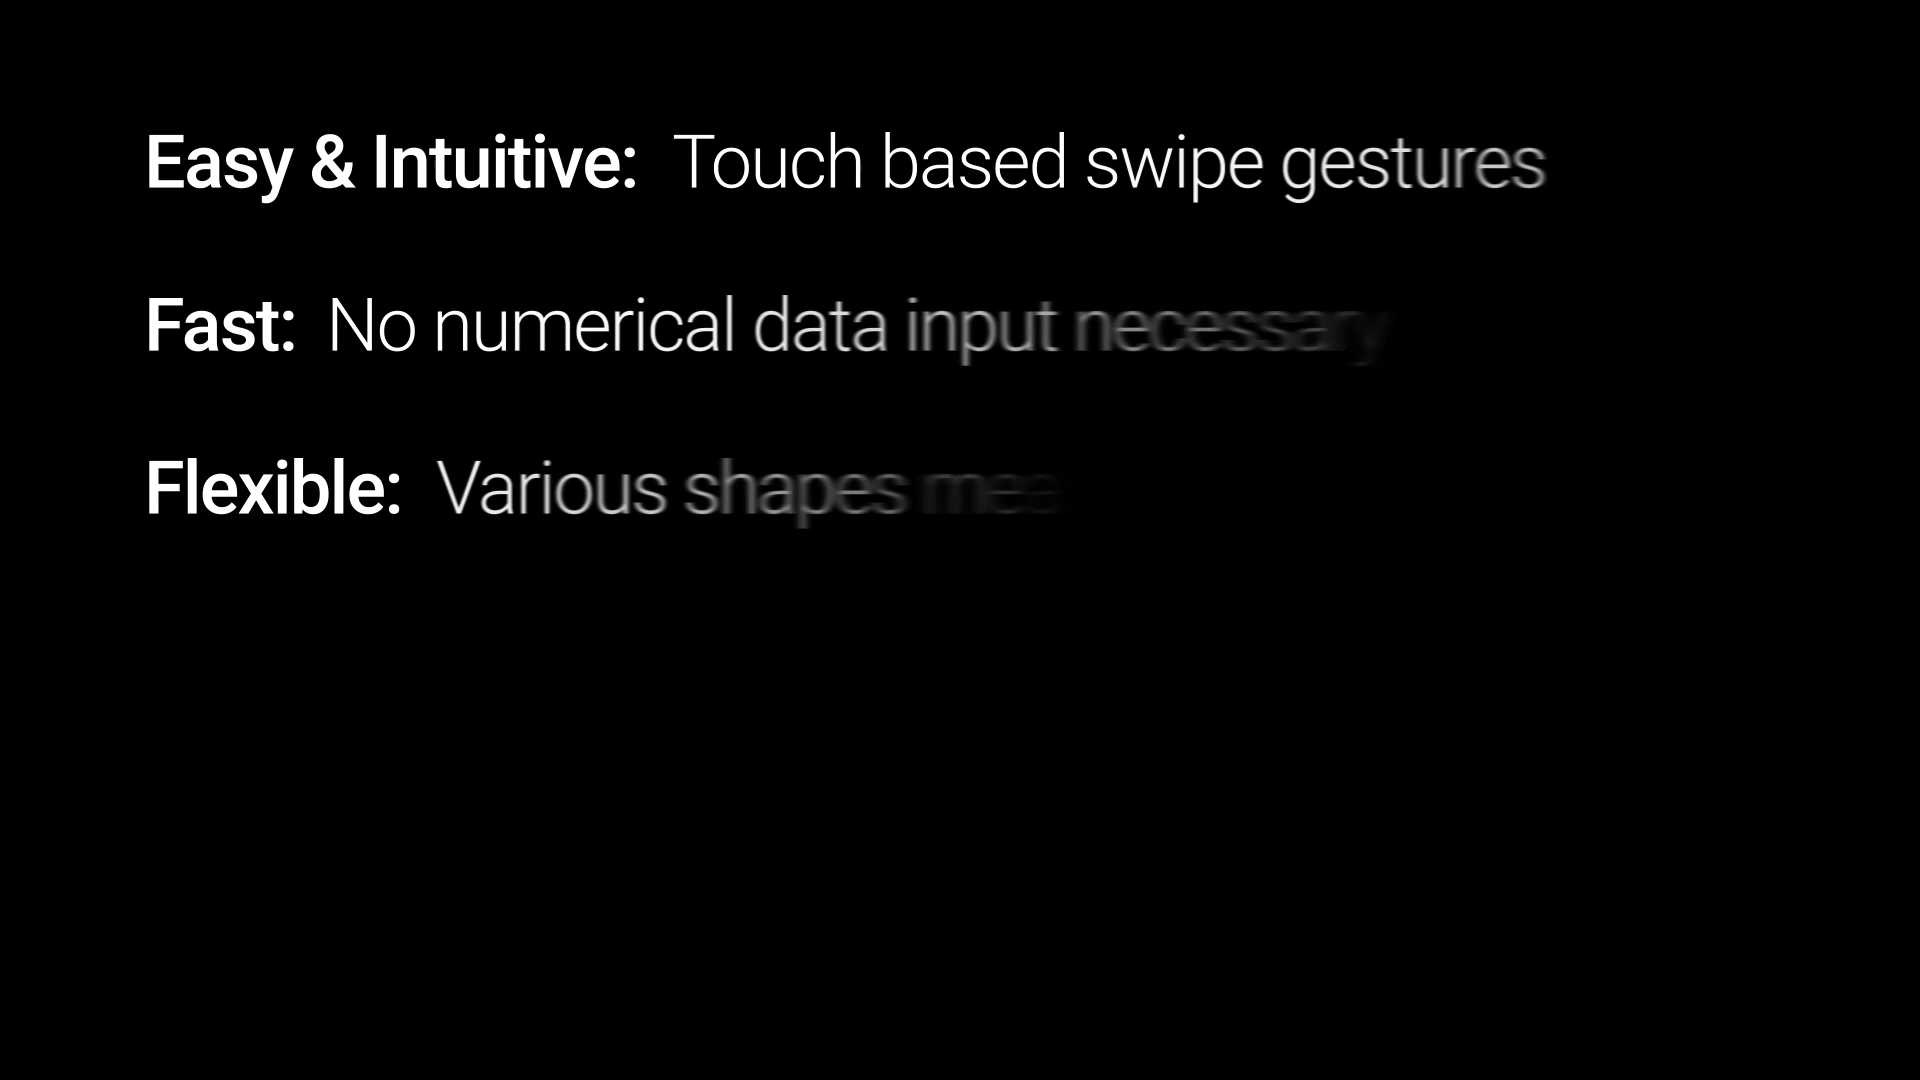 Easy & Intuitive: Touch based swipe gestures
Fast: No numerical data input necessary
Flexible: Various shapes